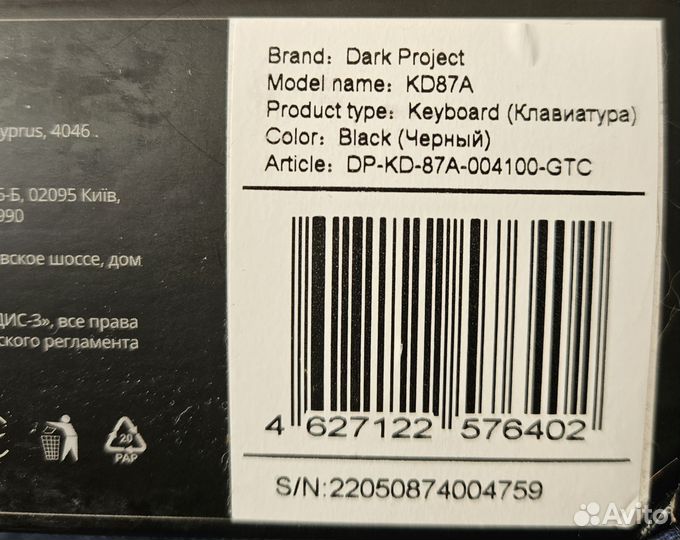 yprus, 4046 .
Б-Б, 02095 Київ,
990
вское шоссе, дом
ДИС-3», все права
ского регламента
20
PAP
Brand: Dark Project
Model name: KD87A
Product type: Keyboard (Клавиатура)
Color: Black (Черный)
Article: DP-KD-87A-004100-GTC
4 627122 576402
S/N:22050874004759
Avito